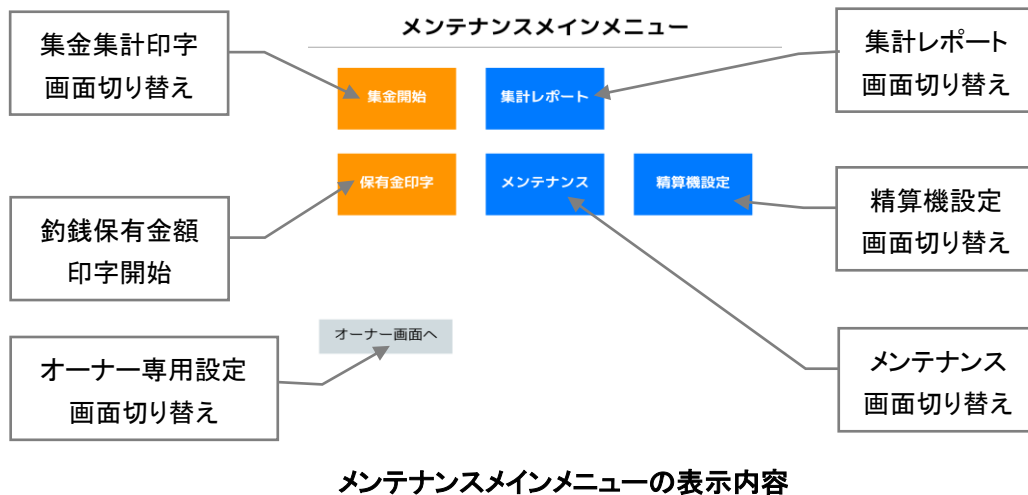 メンテナンスメインメニュー
集金集計印字
画面切り替え
集計レポート
画面切り替え
集金開始
集計レポート
保有金印字
メンテナンス
精算機設定
釣銭保有金額
印字開始
精算機設定
画面切り替え
オーナー画面へ
オーナー専用設定
画面切り替え
メンテナンス
画面切り替え
メンテナンスメインメニューの表示内容